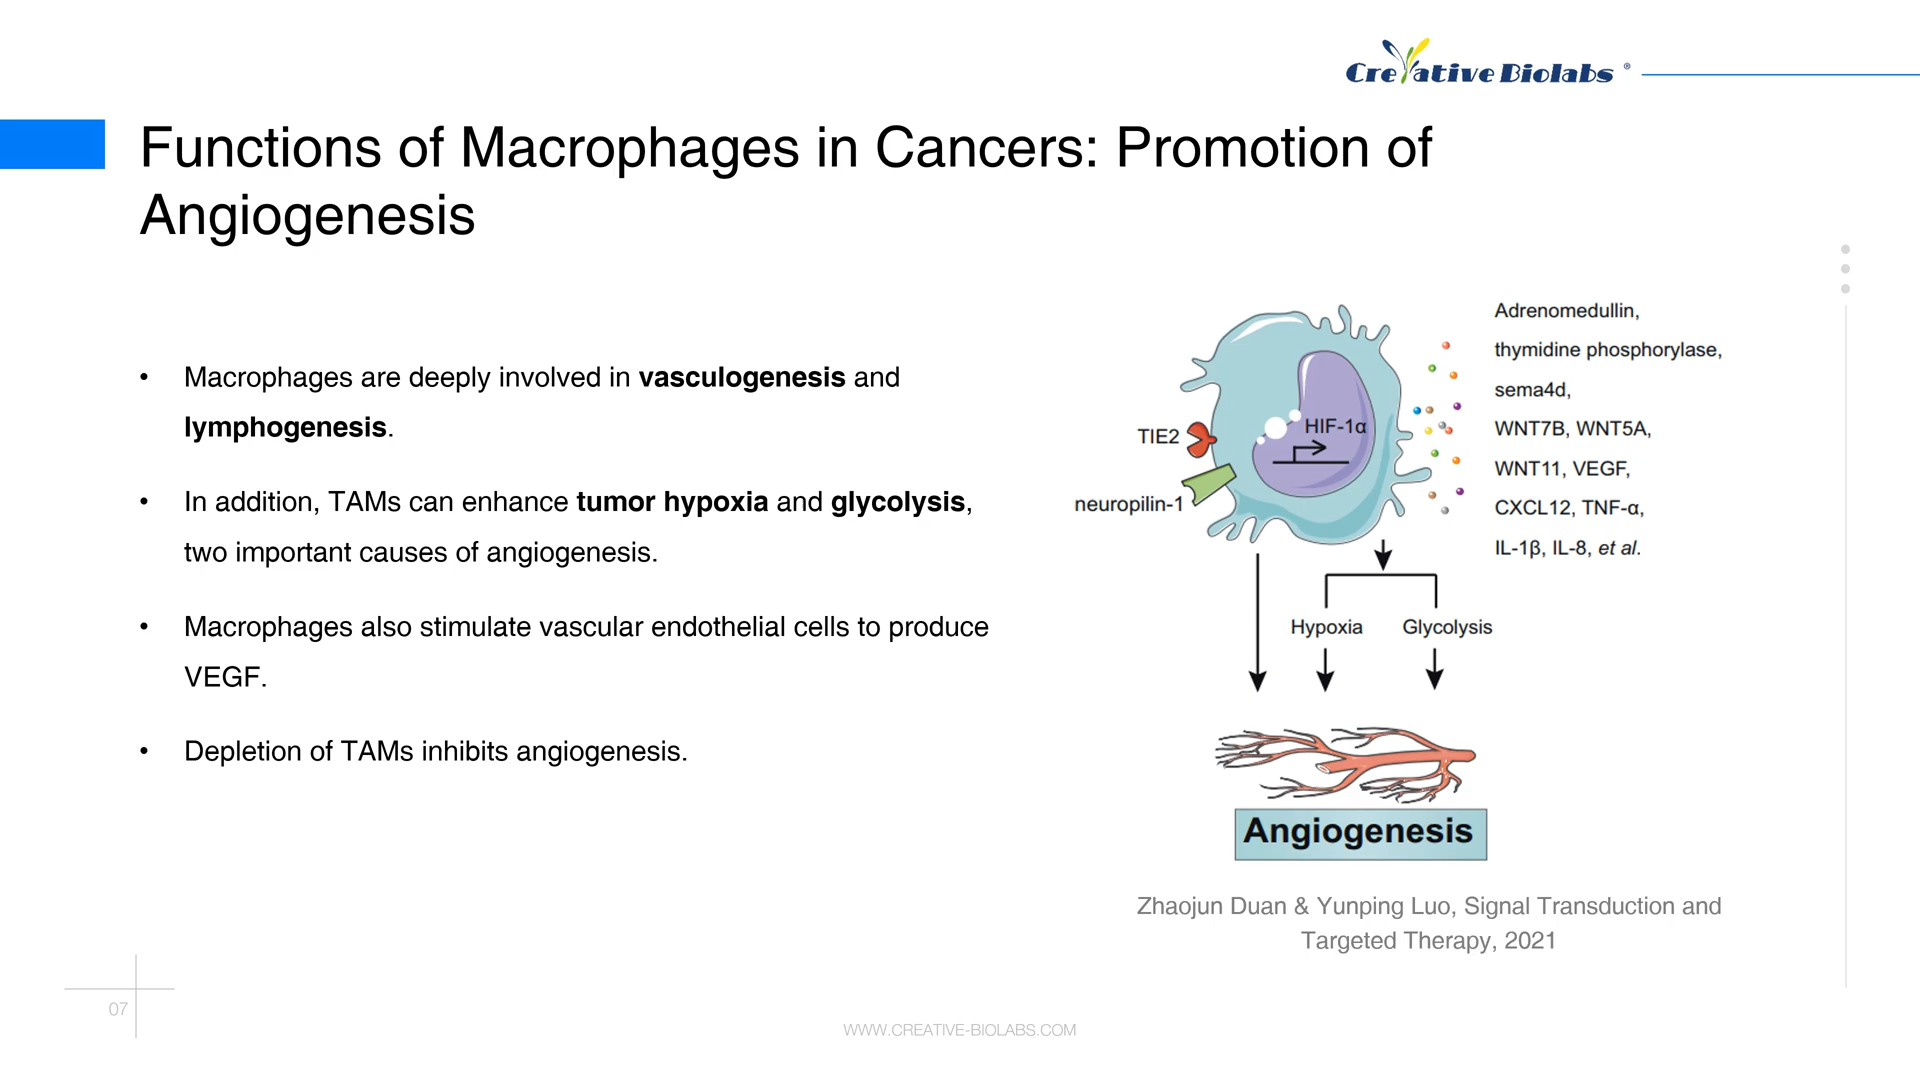 Creative Biolabs ®
Functions of Macrophages in Cancers: Promotion of
Angiogenesis
• Macrophages are deeply involved in vasculogenesis and
lymphogenesis.
• In addition, TAMs can enhance tumor hypoxia and glycolysis,
two important causes of angiogenesis.
• Macrophages also stimulate vascular endothelial cells to produce
VEGF.
• Depletion of TAMs inhibits angiogenesis.
TIE2
neuropilin-1
HIF-1α
Adrenomedullin,
thymidine phosphorylase,
sema4d,
WNT7B, WNT5A,
WNT11, VEGF,
CXCL12, TNF-α,
IL-1β, IL-8, et al.
Hypoxia
Glycolysis
Angiogenesis
Zhaojun Duan & Yunping Luo, Signal Transduction and
Targeted Therapy, 2021
07
WWW.CREATIVE-BIOLABS.COM